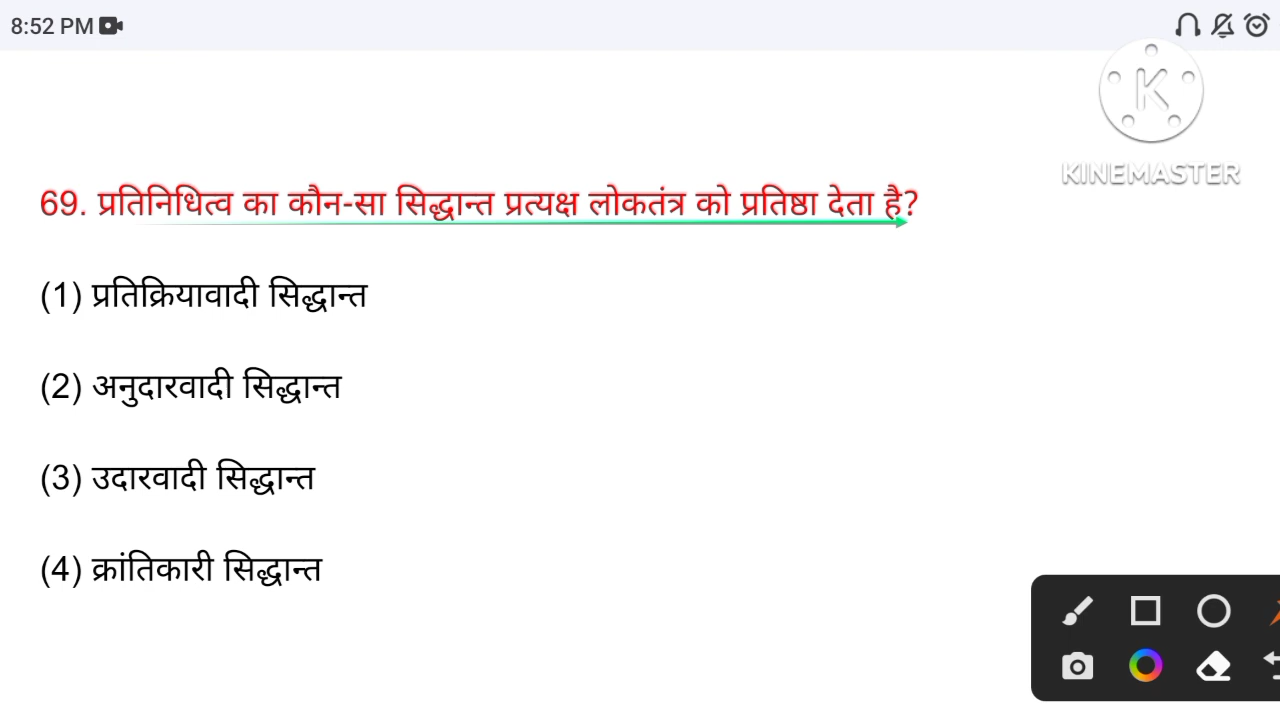 8:52 PM
K
KINEMASTER
69. प्रतिनिधित्व का कौन-सा सिद्धान्त प्रत्यक्ष लोकतंत्र को प्रतिष्ठा देता है?
(1) प्रतिक्रियावादी सिद्धान्त
(2) अनुदारवादी सिद्धान्त
(3) उदारवादी सिद्धान्त
(4) क्रांतिकारी सिद्धान्त